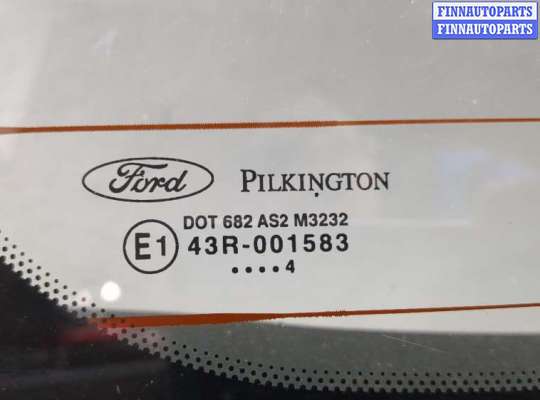 FINNAUTOPARTS
FINNAUTOPARTS
Ford PILKINGTON
DOT 682 AS2 M3232
E1 43R-001583
....4